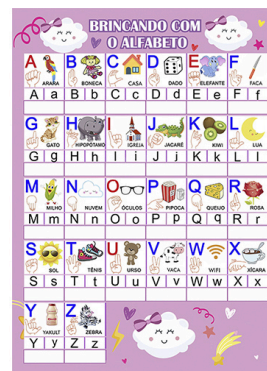 BRINCANDO COM
O ALFABETO
A B C D E F
ARARA BONECA CASA DADO ELEFANTE FACA
A a B b C c D d E e F f
G H I J K L
GATO HIPOPÓTAMO IGREJA JACARÉ KIWI LUA
G g H h I i J j K k L l
M N O P Q R
MILHO NUVEM ÓCULOS PIPOCA QUEIJO ROSA
M m N n O o P p Q q R r
S T U V W X
SOL TÊNIS URSO VACA WIFI XÍCARA
S s T t U u V v W w X x
Y Z
YAKULT ZEBRA
Y y Z z